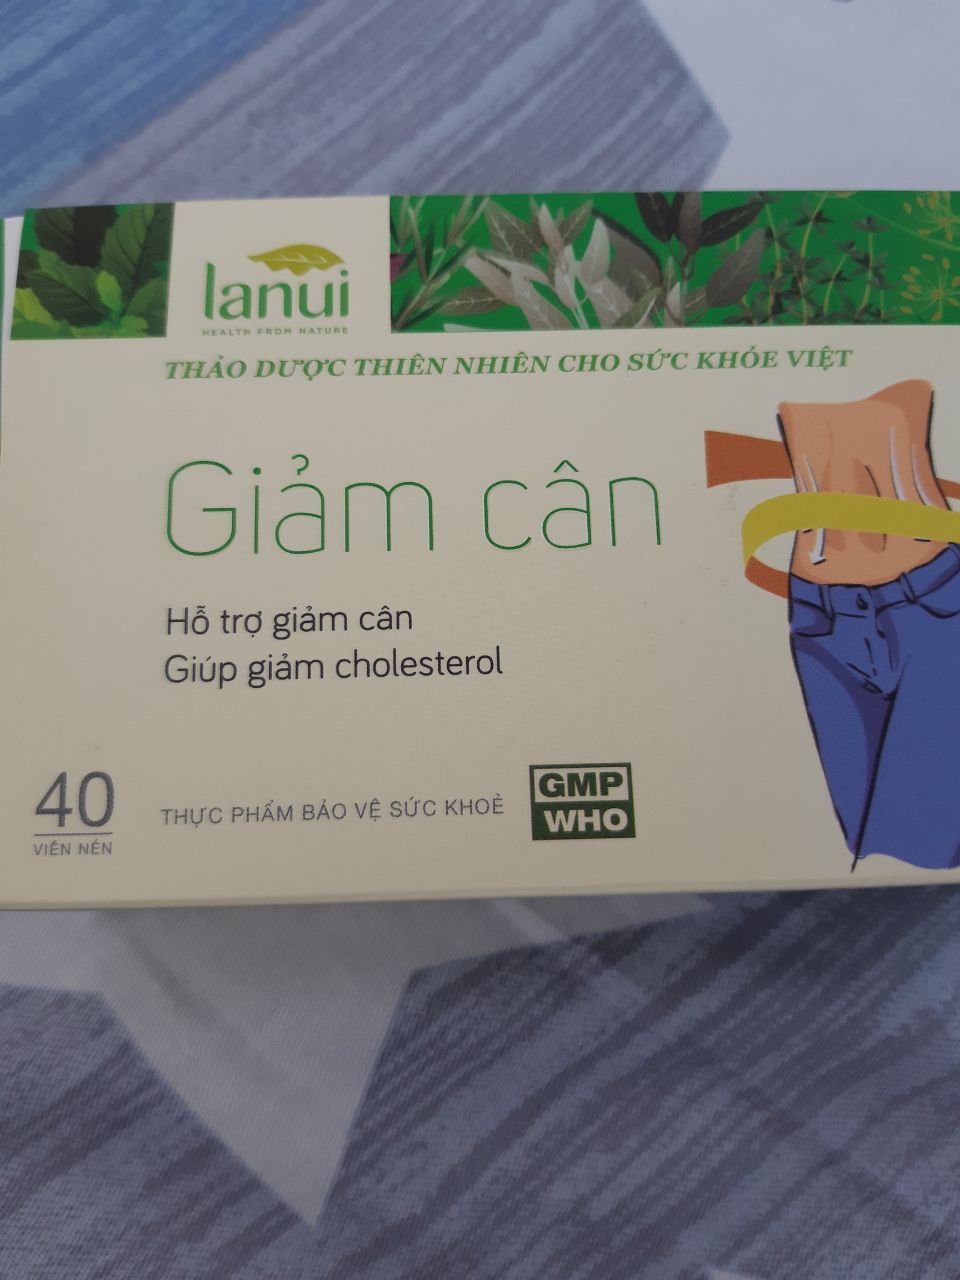 lanui
HEALTH FROM NATURE
THẢO DƯỢC THIÊN NHIÊN CHO SỨC KHỎE VIỆT
Giảm cân
Hỗ trợ giảm cân
Giúp giảm cholesterol
40
VIÊN NÉN
THỰC PHẨM BẢO VỆ SỨC KHOẺ
GMP
WHO